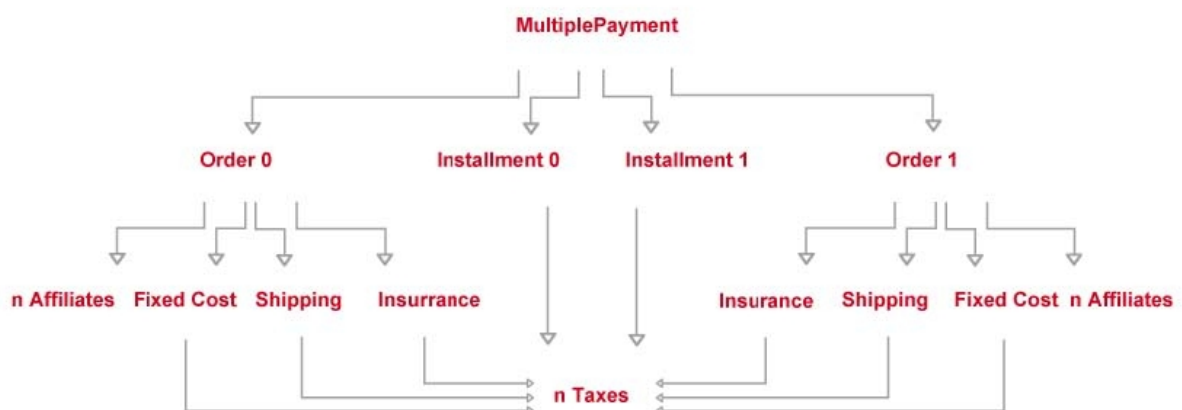 MultiplePayment
Order 0 Installment 0 Installment 1 Order 1
n Affiliates Fixed Cost Shipping Insurrance Insurance Shipping Fixed Cost n Affiliates
n Taxes